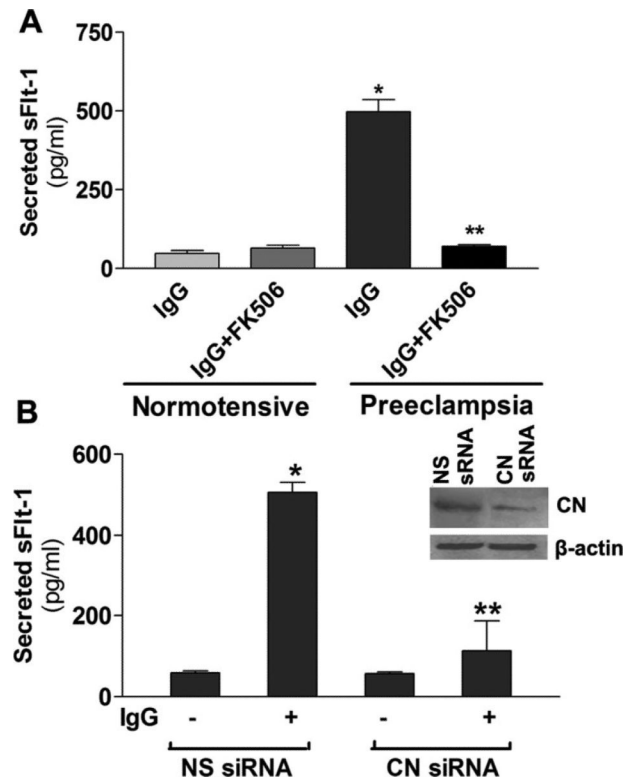 A
Secreted sFlt-1
(pg/ml)
750
500
250
0
*
**
IgG
IgG+FK506
IgG
IgG+FK506
Normotensive
Preeclampsia
B
Secreted sFlt-1
(pg/ml)
600
400
200
0
*
**
NS
sRNA
CN
sRNA
CN
β-actin
IgG - + - +
NS siRNA
CN siRNA